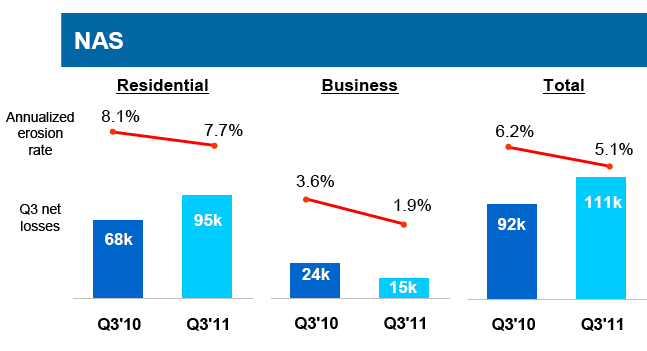 NAS
Residential
Business
Total
Annualized
erosion
rate
8.1%
7.7%
3.6%
1.9%
6.2%
5.1%
Q3 net
losses
68k
95k
24k
15k
92k
111k
Q3'10
Q3'11
Q3'10
Q3'11
Q3'10
Q3'11